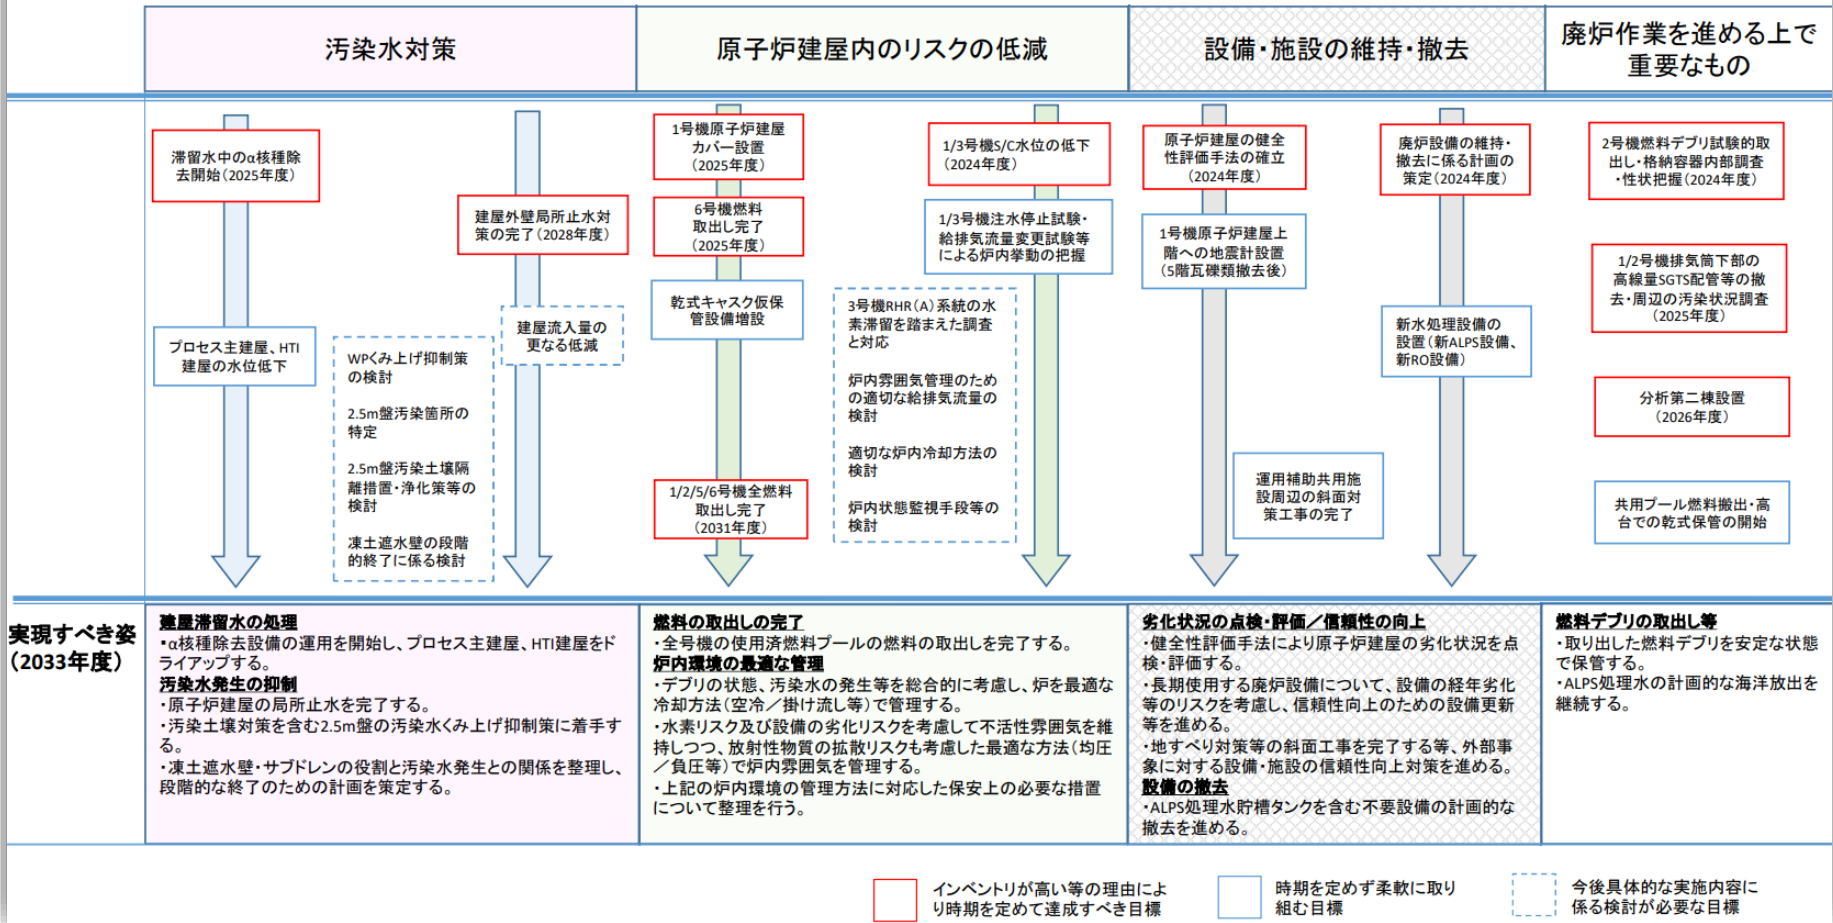 汚染水対策
原子炉建屋内のリスクの低減
設備・施設の維持・撤去
廃炉作業を進める上で
重要なもの
滞留水中のα核種除
去開始(2025年度)
プロセス主建屋、HTI
建屋の水位低下
建屋外壁局所止水対
策の完了(2028年度)
建屋流入量の
更なる低減
WPくみ上げ抑制策
の検討
2.5m盤汚染箇所の
特定
2.5m盤汚染土壌隔
離措置・浄化策等の
検討
凍土遮水壁の段階
的終了に係る検討
1号機原子炉建屋
カバー設置
(2025年度)
6号機燃料
取出し完了
(2025年度)
乾式キャスク仮保
管設備増設
1/2/5/6号機全燃料
取出し完了
(2031年度)
1/3号機S/C水位の低下
(2024年度)
1/3号機注水停止試験・
給排気流量変更試験等
による炉内挙動の把握
3号機RHR(A)系統の水
素滞留を踏まえた調査
と対応
炉内雰囲気管理のため
の適切な給排気流量の
検討
適切な炉内冷却方法の
検討
炉内状態監視手段等の
検討
原子炉建屋の健全
性評価手法の確立
(2024年度)
1号機原子炉建屋上
階への地震計設置
(5階瓦礫類撤去後)
運用補助共用施
設周辺の斜面対
策工事の完了
廃炉設備の維持・
撤去に係る計画の
策定(2024年度)
新水処理設備の
設置(新ALPS設備、
新RO設備)
2号機燃料デブリ試験的取
出し・格納容器内部調査
・性状把握(2024年度)
1/2号機排気筒下部の
高線量SGTS配管等の撤
去・周辺の汚染状況調査
(2025年度)
分析第二棟設置
(2026年度)
共用プール燃料搬出・高
台での乾式保管の開始
実現すべき姿
(2033年度)
建屋滞留水の処理
・α核種除去設備の運用を開始し、プロセス主建屋、HTI建屋をド
ライアップする。
汚染水発生の抑制
・原子炉建屋の局所止水を完了する。
・汚染土壌対策を含む2.5m盤の汚染水くみ上げ抑制策に着手す
る。
・凍土遮水壁・サブドレンの役割と汚染水発生との関係を整理し、
段階的な終了のための計画を策定する。
燃料の取出しの完了
・全号機の使用済燃料プールの燃料の取出しを完了する。
炉内環境の最適な管理
・デブリの状態、汚染水の発生等を総合的に考慮し、炉を最適な
冷却方法(空冷/掛け流し等)で管理する。
・水素リスク及び設備の劣化リスクを考慮して不活性雰囲気を維
持しつつ、放射性物質の拡散リスクも考慮した最適な方法(均圧
/負圧等)で炉内雰囲気を管理する。
・上記の炉内環境の管理方法に対応した保安上の必要な措置
について整理を行う。
劣化状況の点検・評価/信頼性の向上
・健全性評価手法により原子炉建屋の劣化状況を点
検・評価する。
・長期使用する廃炉設備について、設備の経年劣化
等のリスクを考慮し、信頼性向上のための設備更新
等を進める。
・地すべり対策等の斜面工事を完了する等、外部事
象に対する設備・施設の信頼性向上対策を進める。
設備の撤去
・ALPS処理水貯槽タンクを含む不要設備の計画的な
撤去を進める。
燃料デブリの取出し等
・取り出した燃料デブリを安定な状態
で保管する。
・ALPS処理水の計画的な海洋放出を
継続する。
インベントリが高い等の理由によ
り時期を定めて達成すべき目標
時期を定めず柔軟に取り
組む目標
今後具体的な実施内容に
係る検討が必要な目標